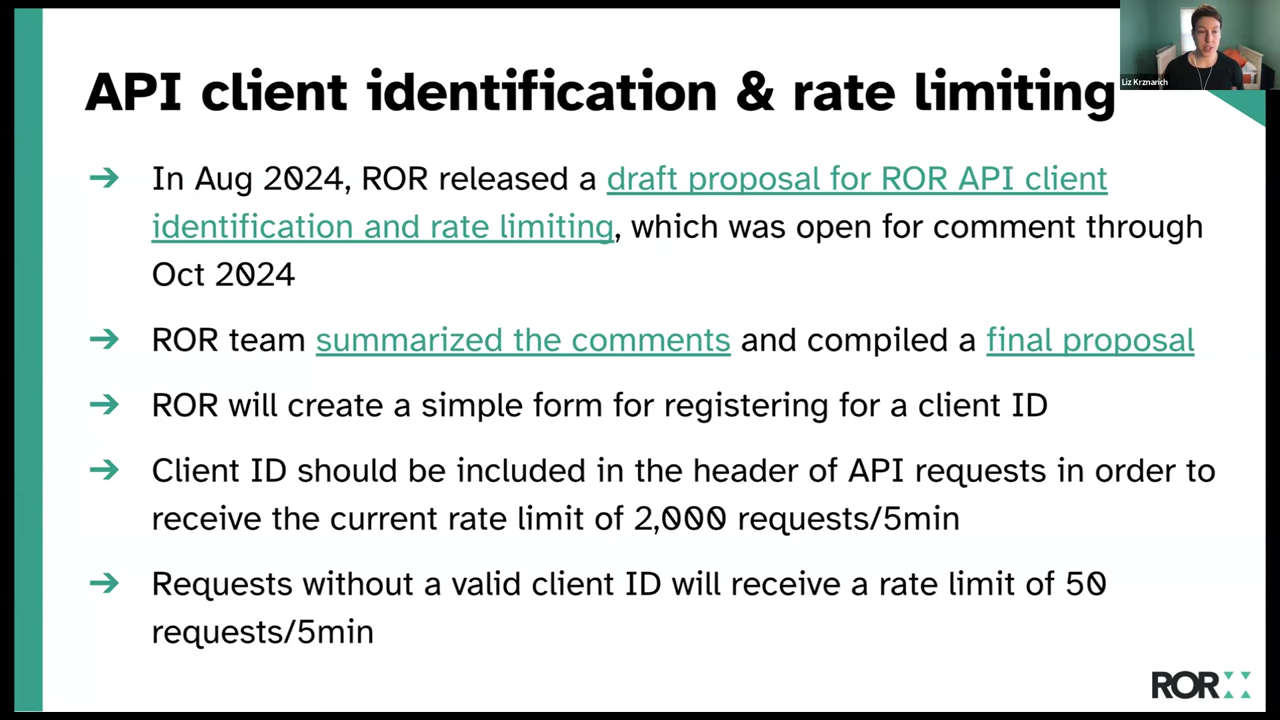 Liz Krznarich
API client identification & rate limiting
➔ In Aug 2024, ROR released a draft proposal for ROR API client
identification and rate limiting, which was open for comment through
Oct 2024
➔ ROR team summarized the comments and compiled a final proposal
➔ ROR will create a simple form for registering for a client ID
➔ Client ID should be included in the header of API requests in order to
receive the current rate limit of 2,000 requests/5min
➔ Requests without a valid client ID will receive a rate limit of 50
requests/5min
ROR